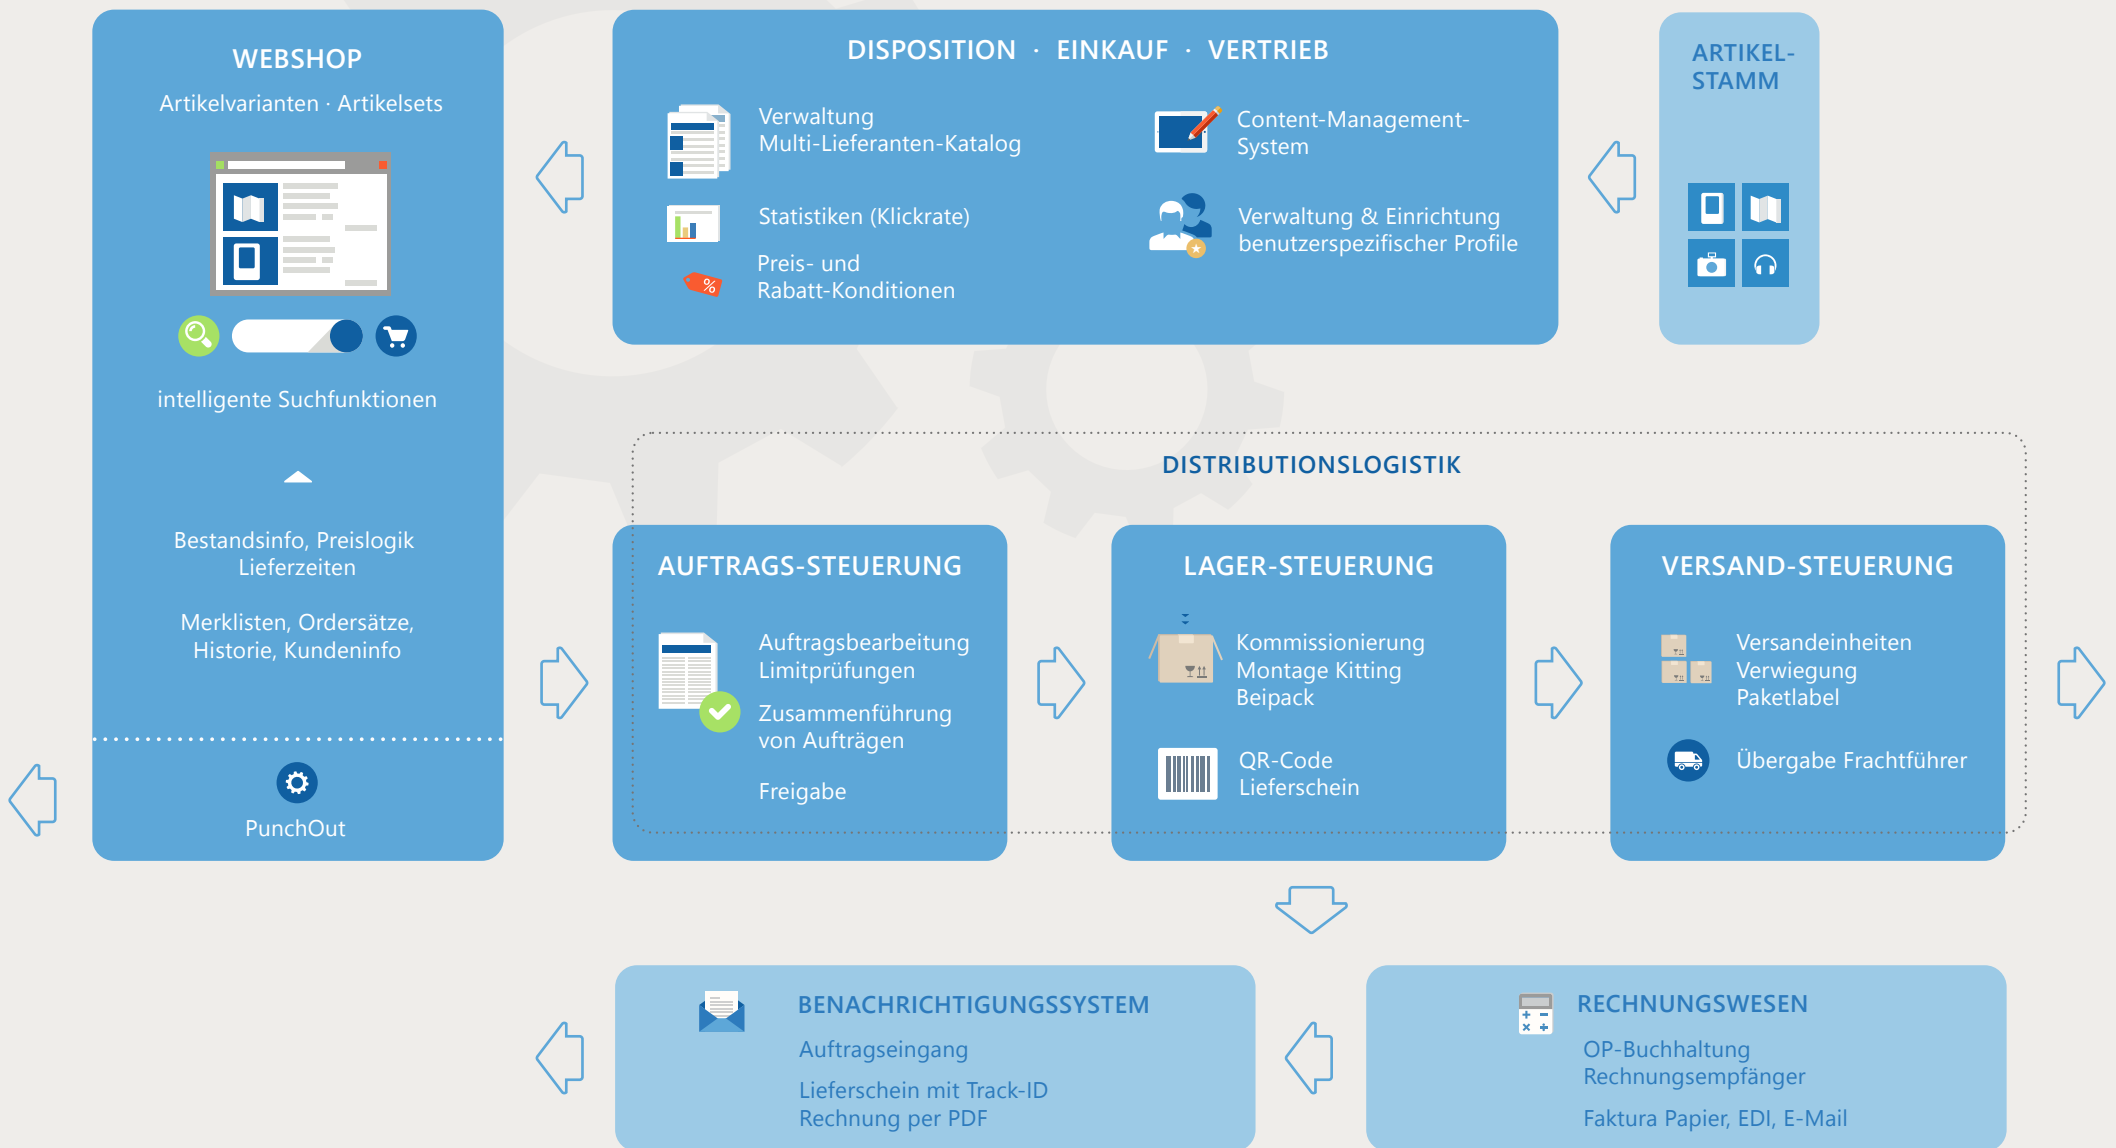 WEBSHOP
Artikelvarianten · Artikelsets
intelligente Suchfunktionen
Bestandsinfo, Preislogik
Lieferzeiten
Merklisten, Ordersätze,
Historie, Kundeninfo
PunchOut
DISPOSITION · EINKAUF · VERTRIEB
Verwaltung
Multi-Lieferanten-Katalog
Statistiken (Klickrate)
%
Preis- und
Rabatt-Konditionen
Content-Management-
System
Verwaltung & Einrichtung
benutzerspezifischer Profile
ARTIKEL-
STAMM
DISTRIBUTIONSLOGISTIK
AUFTRAGS-STEUERUNG
Auftragsbearbeitung
Limitprüfungen
Zusammenführung
von Aufträgen
Freigabe
LAGER-STEUERUNG
Kommissionierung
Montage Kitting
Beipack
QR-Code
Lieferschein
VERSAND-STEUERUNG
Versandeinheiten
Verwiegung
Paketlabel
Übergabe Frachtführer
BENACHRICHTIGUNGSSYSTEM
Auftragseingang
Lieferschein mit Track-ID
Rechnung per PDF
RECHNUNGSWESEN
OP-Buchhaltung
Rechnungsempfänger
Faktura Papier, EDI, E-Mail